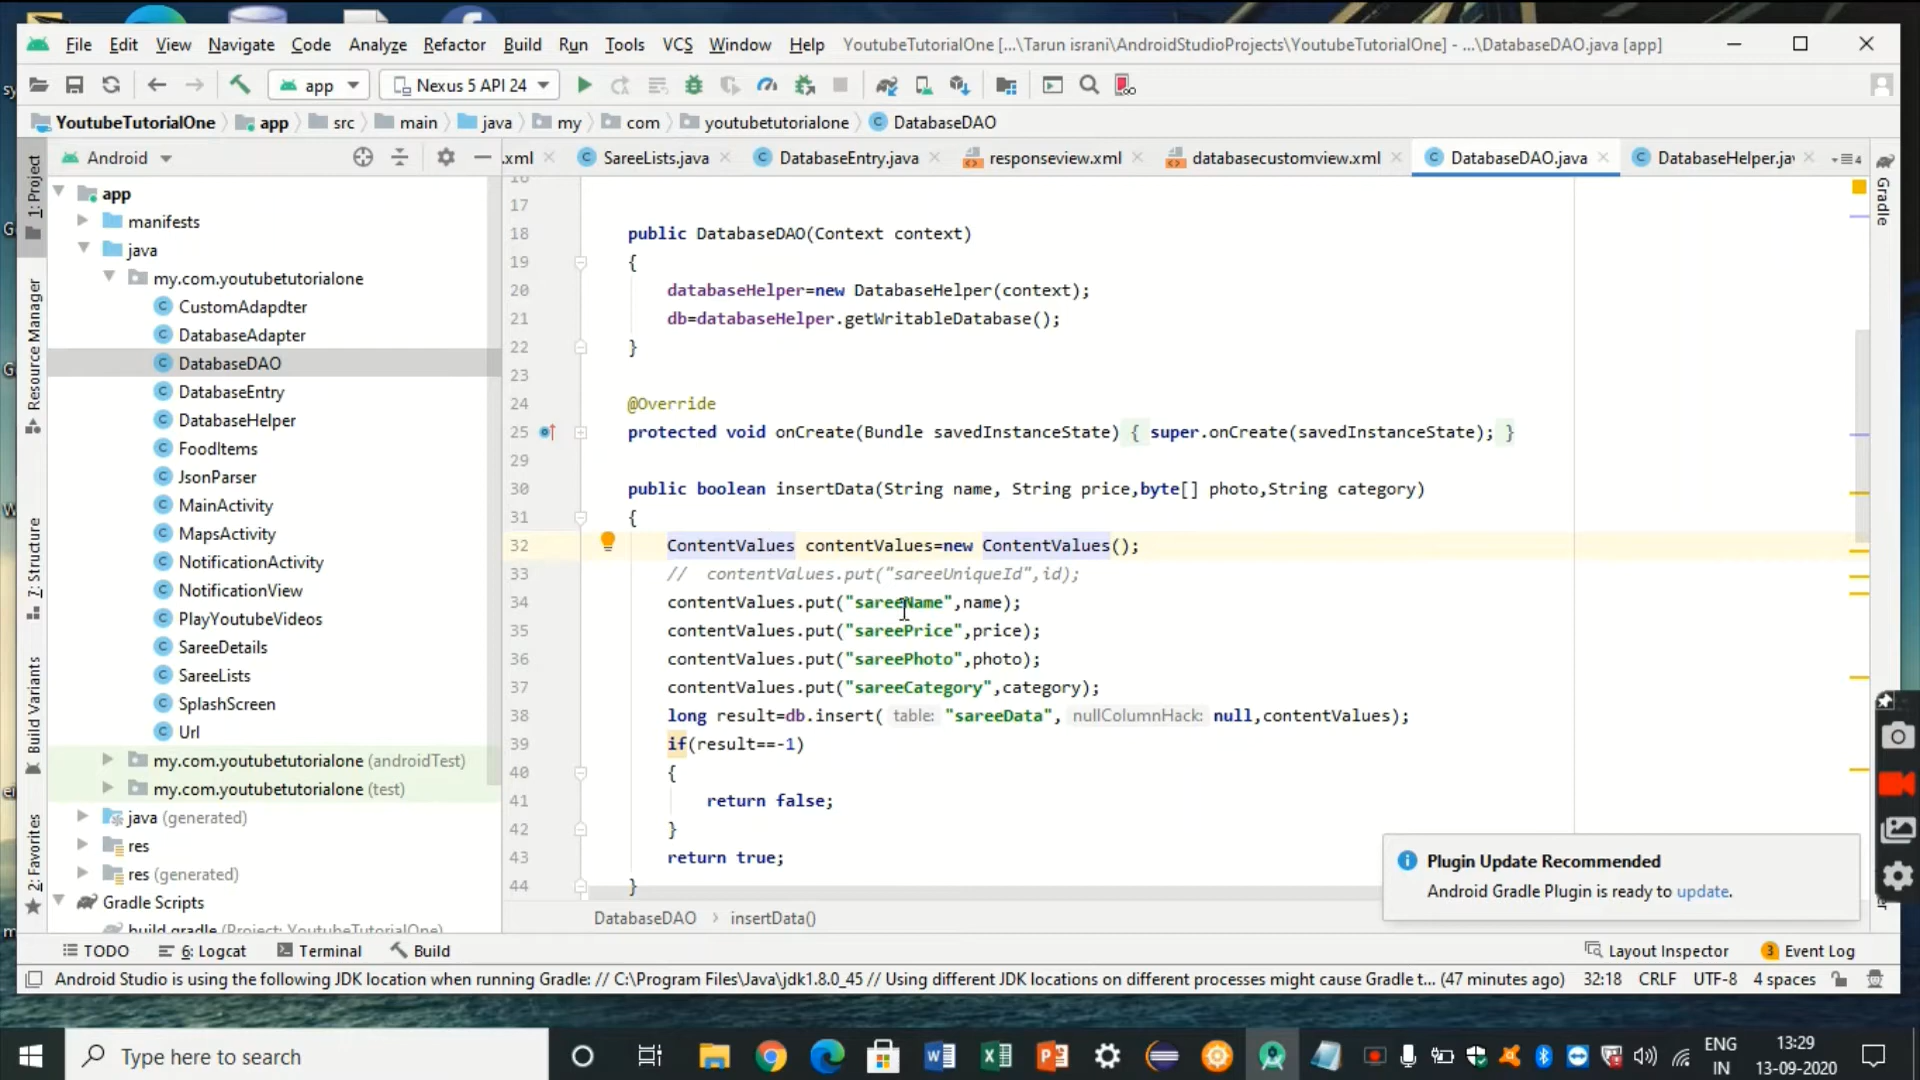 File Edit View Navigate Code Analyze Refactor Build Run Tools VCS Window Help YoutubeTutorialOne [...\Tarun israni\AndroidStudioProjects\YoutubeTutorialOne] - ...\DatabaseDAO.java [app]
app Nexus 5 API 24
YoutubeTutorialOne app src main java my com youtubetutorialone DatabaseDAO
Android .xml SareeLists.java DatabaseEntry.java responseview.xml databasecustomview.xml DatabaseDAO.java DatabaseHelper.jav 4
1: Project
Resource Manager
7: Structure
Build Variants
2: Favorites
Gradle
app
manifests
java
my.com.youtubetutorialone
CustomAdapdter
DatabaseAdapter
DatabaseDAO
DatabaseEntry
DatabaseHelper
FoodItems
JsonParser
MainActivity
MapsActivity
NotificationActivity
NotificationView
PlayYoutubeVideos
SareeDetails
SareeLists
SplashScreen
Url
my.com.youtubetutorialone (androidTest)
my.com.youtubetutorialone (test)
java (generated)
res
res (generated)
Gradle Scripts
build.gradle (Project: YoutubeTutorialOne)
16
17
18 public DatabaseDAO(Context context)
19 {
20 databaseHelper=new DatabaseHelper(context);
21 db=databaseHelper.getWritableDatabase();
22 }
23
24 @Override
25 protected void onCreate(Bundle savedInstanceState) { super.onCreate(savedInstanceState); }
29
30 public boolean insertData(String name, String price,byte[] photo,String category)
31 {
32 ContentValues contentValues=new ContentValues();
33 // contentValues.put("sareeUniqueId",id);
34 contentValues.put("sareeName",name);
35 contentValues.put("sareePrice",price);
36 contentValues.put("sareePhoto",photo);
37 contentValues.put("sareeCategory",category);
38 long result=db.insert( table: "sareeData", nullColumnHack: null,contentValues);
39 if(result==-1)
40 {
41 return false;
42 }
43 return true;
44 }
Plugin Update Recommended
Android Gradle Plugin is ready to update.
DatabaseDAO insertData()
TODO 6: Logcat Terminal Build Layout Inspector 3 Event Log
Android Studio is using the following JDK location when running Gradle: // C:\Program Files\Java\jdk1.8.0_45 // Using different JDK locations on different processes might cause Gradle t... (47 minutes ago) 32:18 CRLF UTF-8 4 spaces
Type here to search
ENG
IN
13:29
13-09-2020